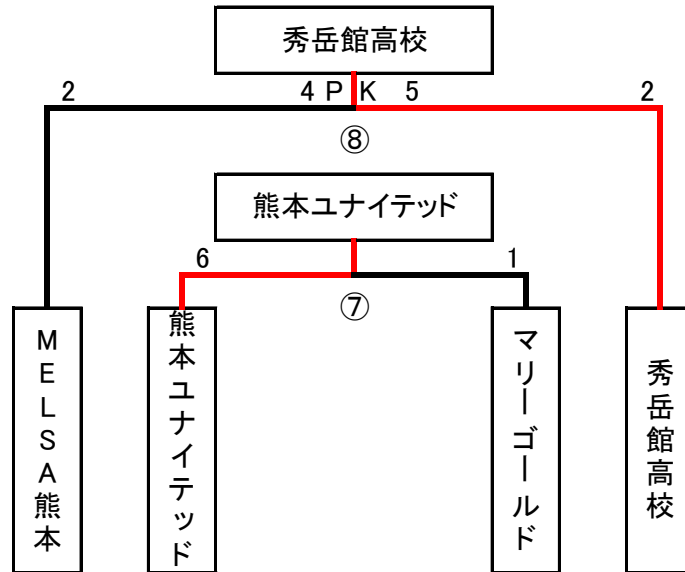 秀岳館高校
2
4 P K 5
2
⑧
熊本ユナイテッド
6
1
⑦
MELSA熊本
熊本ユナイテッド
マリーゴールド
秀岳館高校